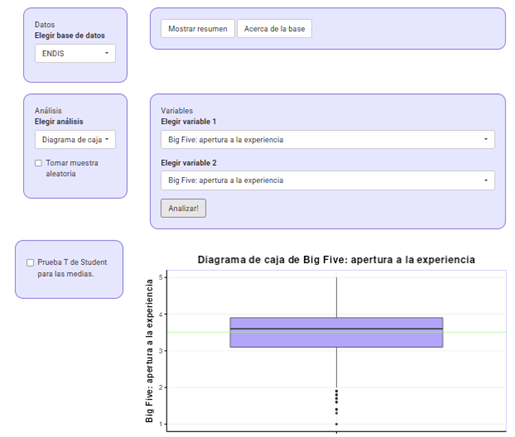 Datos
Elegir base de datos
ENDIS
Mostrar resumen
Acerca de la base
Análisis
Elegir análisis
Diagrama de caja
Tomar muestra
aleatoria
Variables
Elegir variable 1
Big Five: apertura a la experiencia
Elegir variable 2
Big Five: apertura a la experiencia
Analizar!
Prueba T de Student
para las medias.
Diagrama de caja de Big Five: apertura a la experiencia
Big Five: apertura a la experiencia
5
4
3
2
1